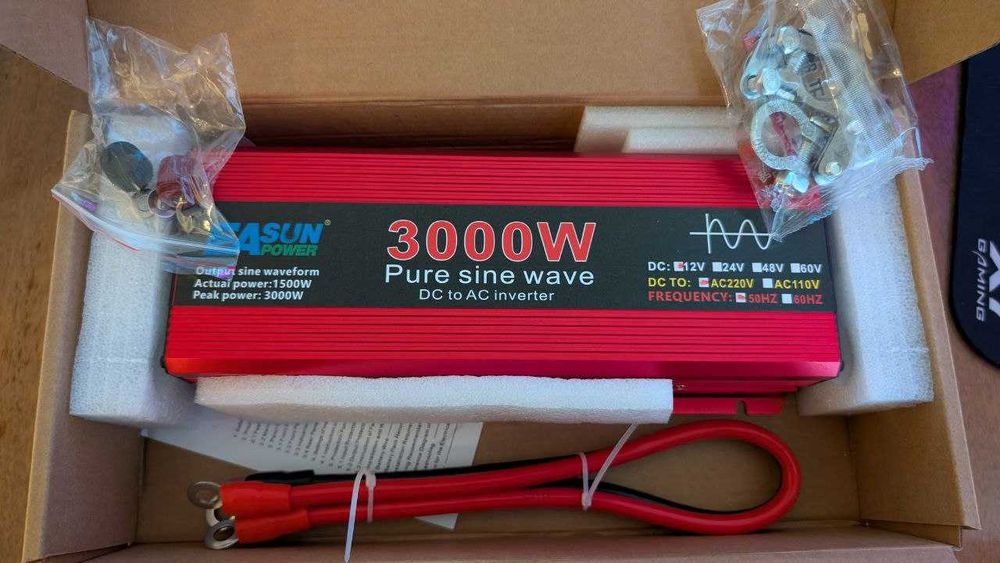 EASUN®
POWER
Output sine waveform
Actual power:1500W
Peak power: 3000W
3000W
Pure sine wave
DC to AC inverter
DC: 12V 24V 48V 60V
DC TO: AC220V AC110V
FREQUENCY: 50HZ 60HZ
GAMING